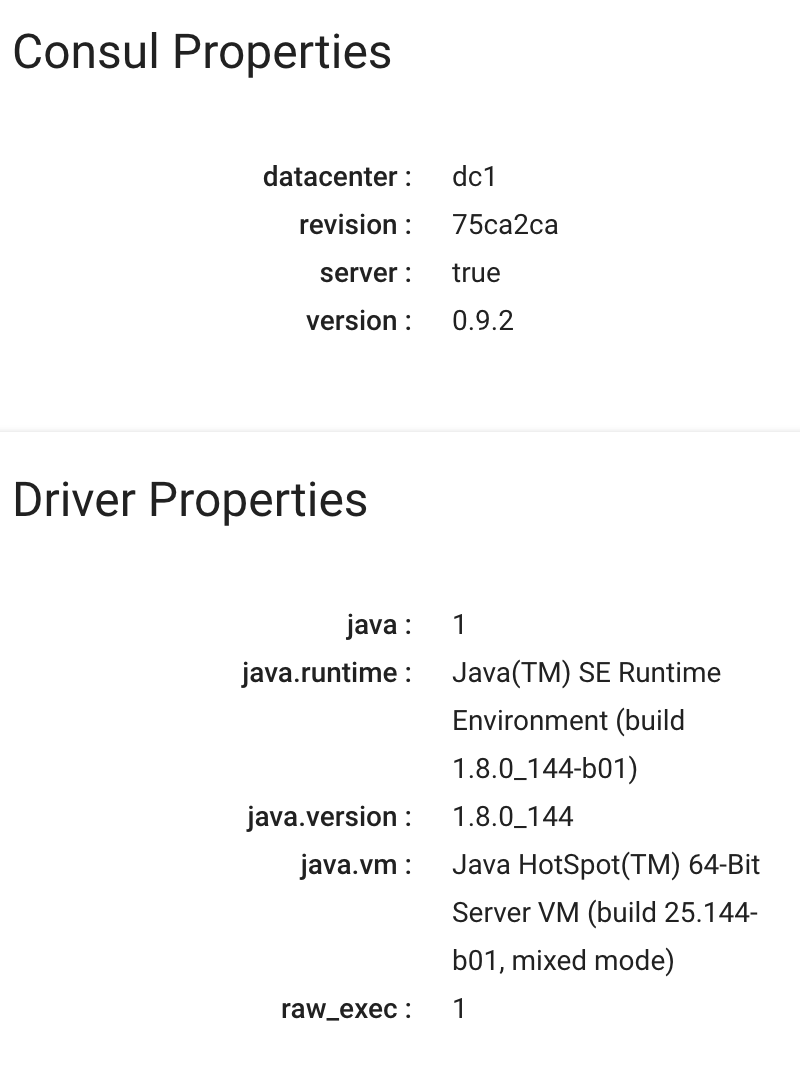 Consul Properties
datacenter : dc1
revision : 75ca2ca
server : true
version : 0.9.2
Driver Properties
java : 1
java.runtime : Java(TM) SE Runtime
Environment (build
1.8.0_144-b01)
java.version : 1.8.0_144
java.vm : Java HotSpot(TM) 64-Bit
Server VM (build 25.144-
b01, mixed mode)
raw_exec : 1